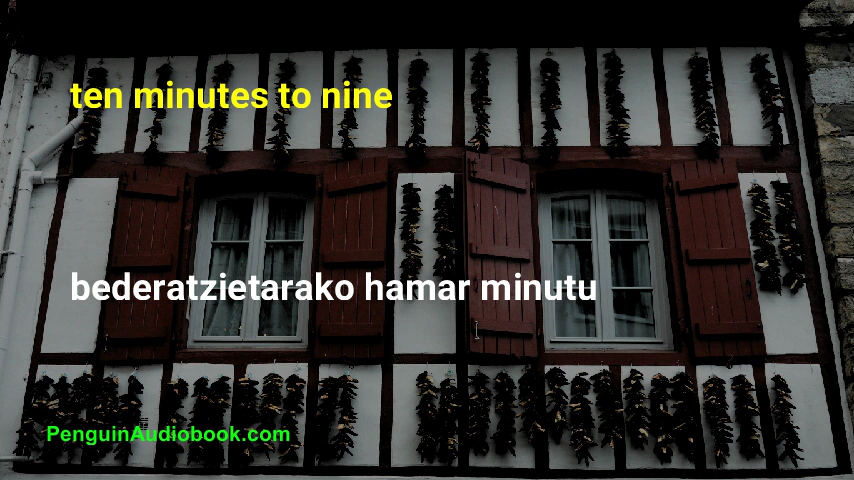 ten minutes to nine
bederatzietarako hamar minutu
PenguinAudiobook.com